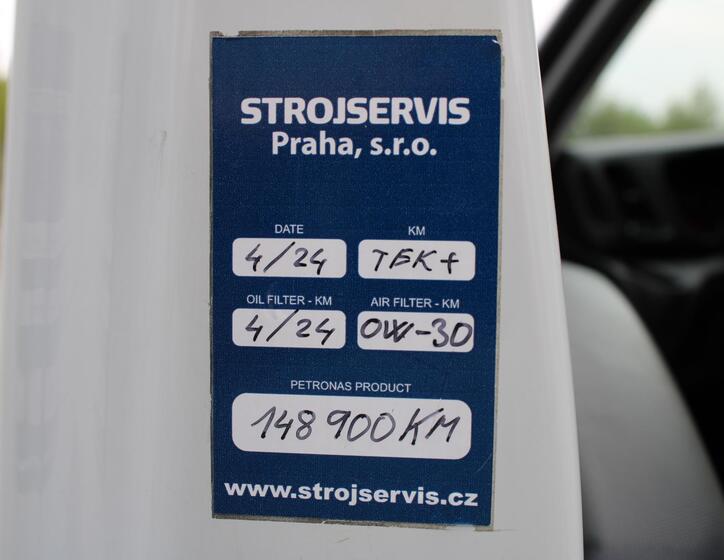 STROJSERVIS
Praha, s.r.o.
DATE KM
4/24 TEK+
OIL FILTER - KM AIR FILTER - KM
4/24 0W-30
PETRONAS PRODUCT
148 900 KM
www.strojservis.cz